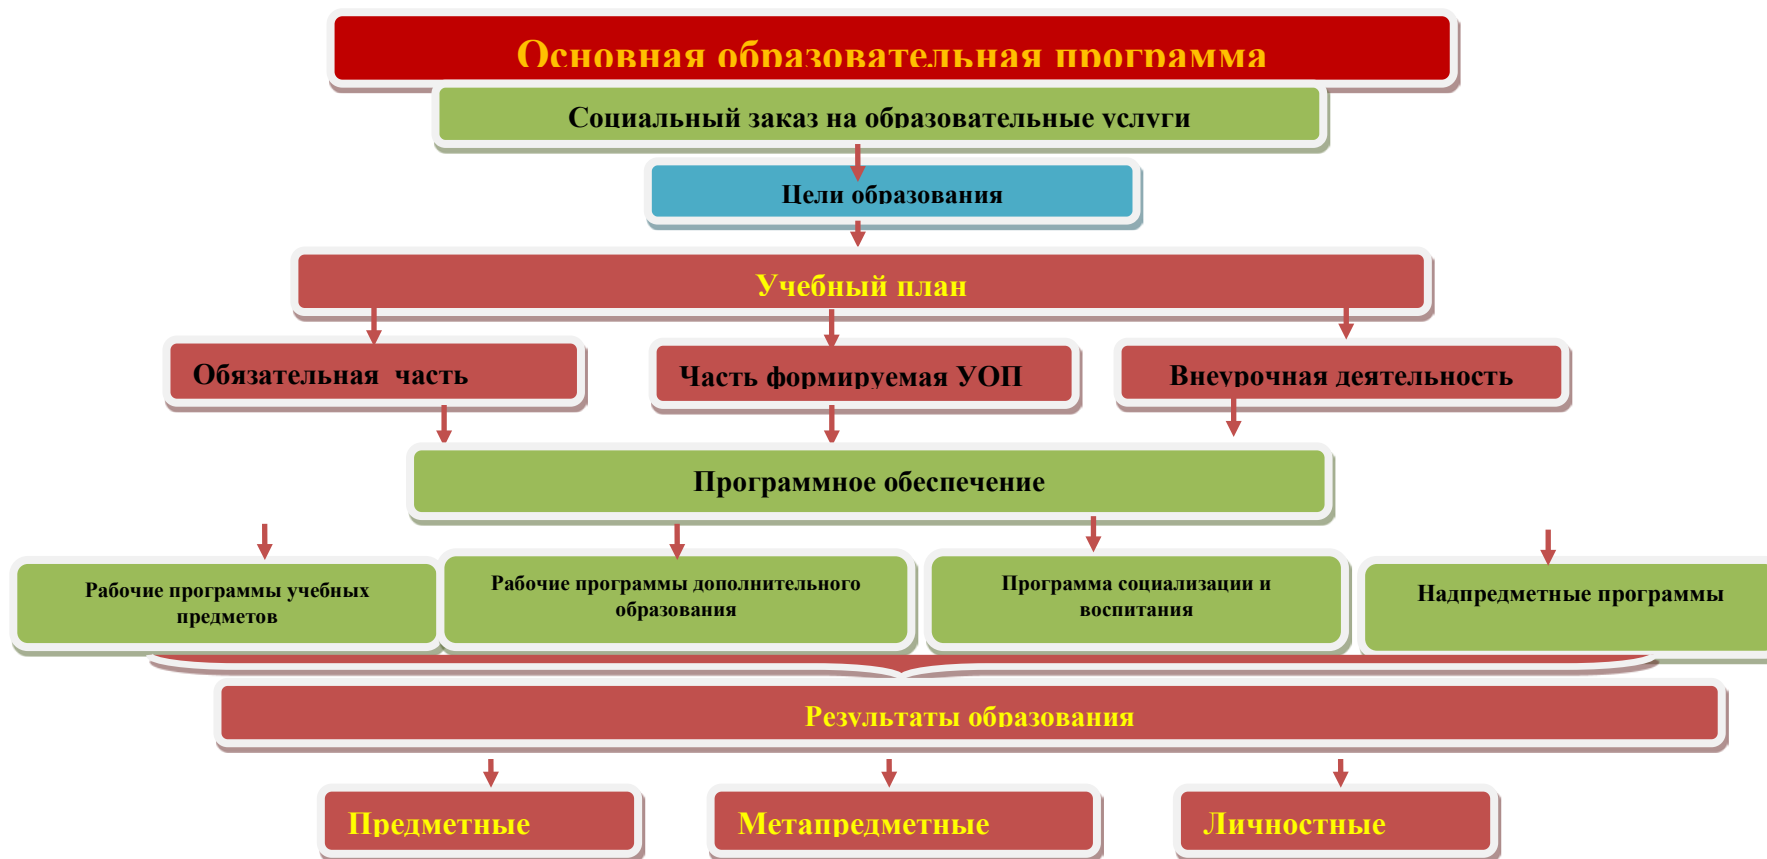 Основная образовательная программа
Социальный заказ на образовательные услуги
Цели образования
Учебный план
Обязательная часть
Часть формируемая УОП
Внеурочная деятельность
Программное обеспечение
Рабочие программы учебных
предметов
Рабочие программы дополнительного
образования
Программа социализации и
воспитания
Надпредметные программы
Результаты образования
Предметные
Метапредметные
Личностные